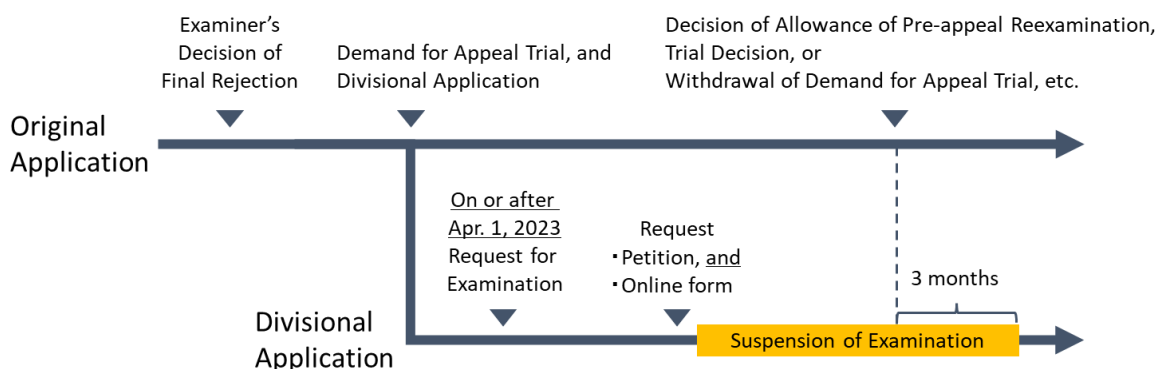 Examiner's
Decision of
Final Rejection
Demand for Appeal Trial, and
Divisional Application
Decision of Allowance of Pre-appeal Reexamination,
Trial Decision, or
Withdrawal of Demand for Appeal Trial, etc.
Original
Application
On or after
Apr. 1, 2023
Request for
Examination
Request
・Petition, and
・Online form
3 months
Divisional
Application
Suspension of Examination